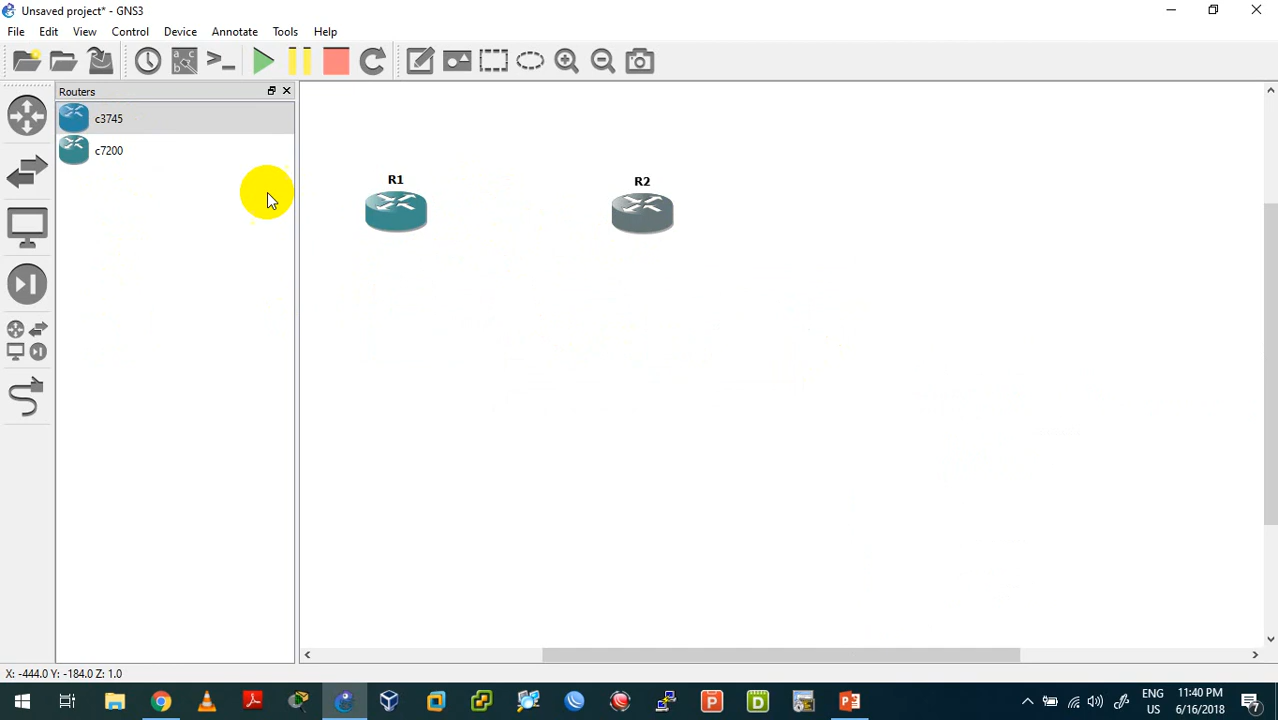 Unsaved project* - GNS3
File Edit View Control Device Annotate Tools Help
Routers
c3745
c7200
R1
R2
X: -444.0 Y: -184.0 Z: 1.0
ENG
US
11:40 PM
6/16/2018
7